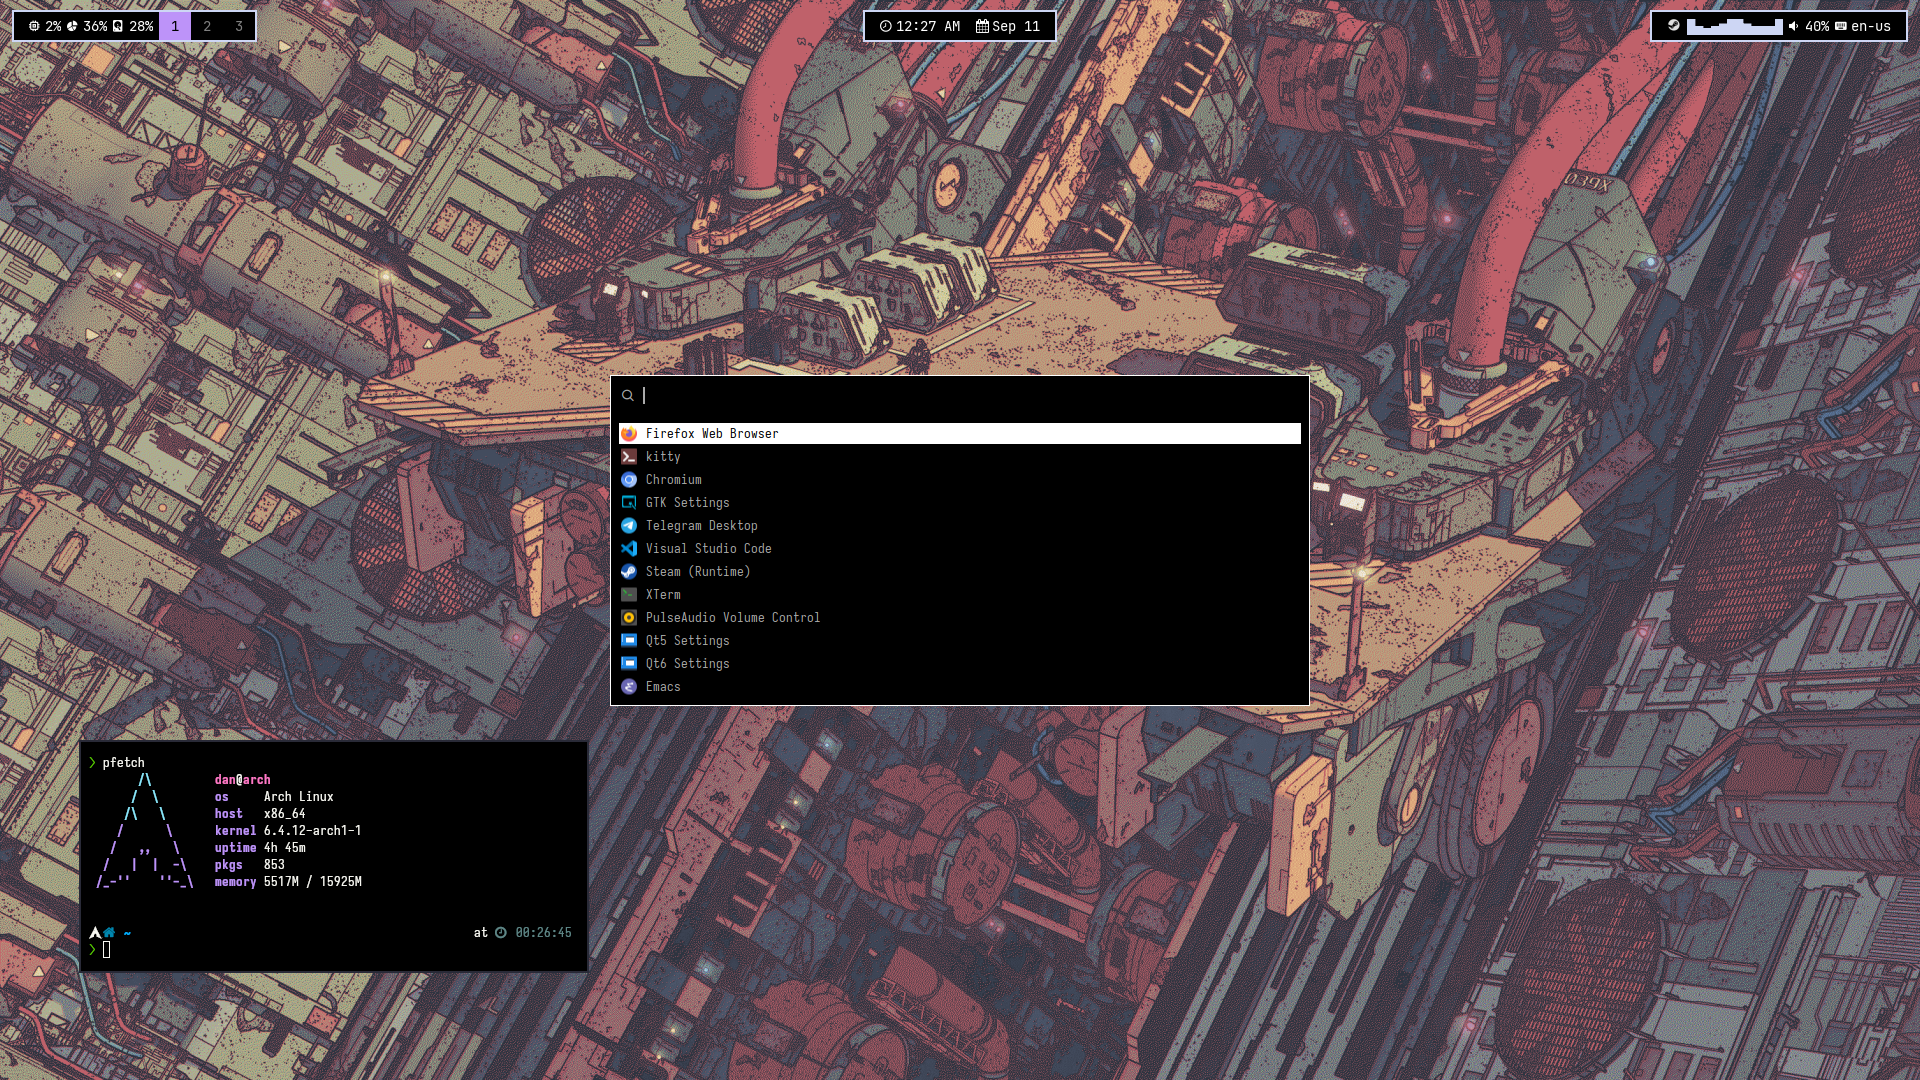 2% 36% 28% 1 2 3
12:27 AM Sep 11
40% en-us
039X
Firefox Web Browser
kitty
Chromium
GTK Settings
Telegram Desktop
Visual Studio Code
Steam (Runtime)
XTerm
PulseAudio Volume Control
Qt5 Settings
Qt6 Settings
Emacs
❯ pfetch
dan@arch
os Arch Linux
host x86_64
kernel 6.4.12-arch1-1
uptime 4h 45m
pkgs 853
memory 5517M / 15925M
~ at 00:26:45
❯